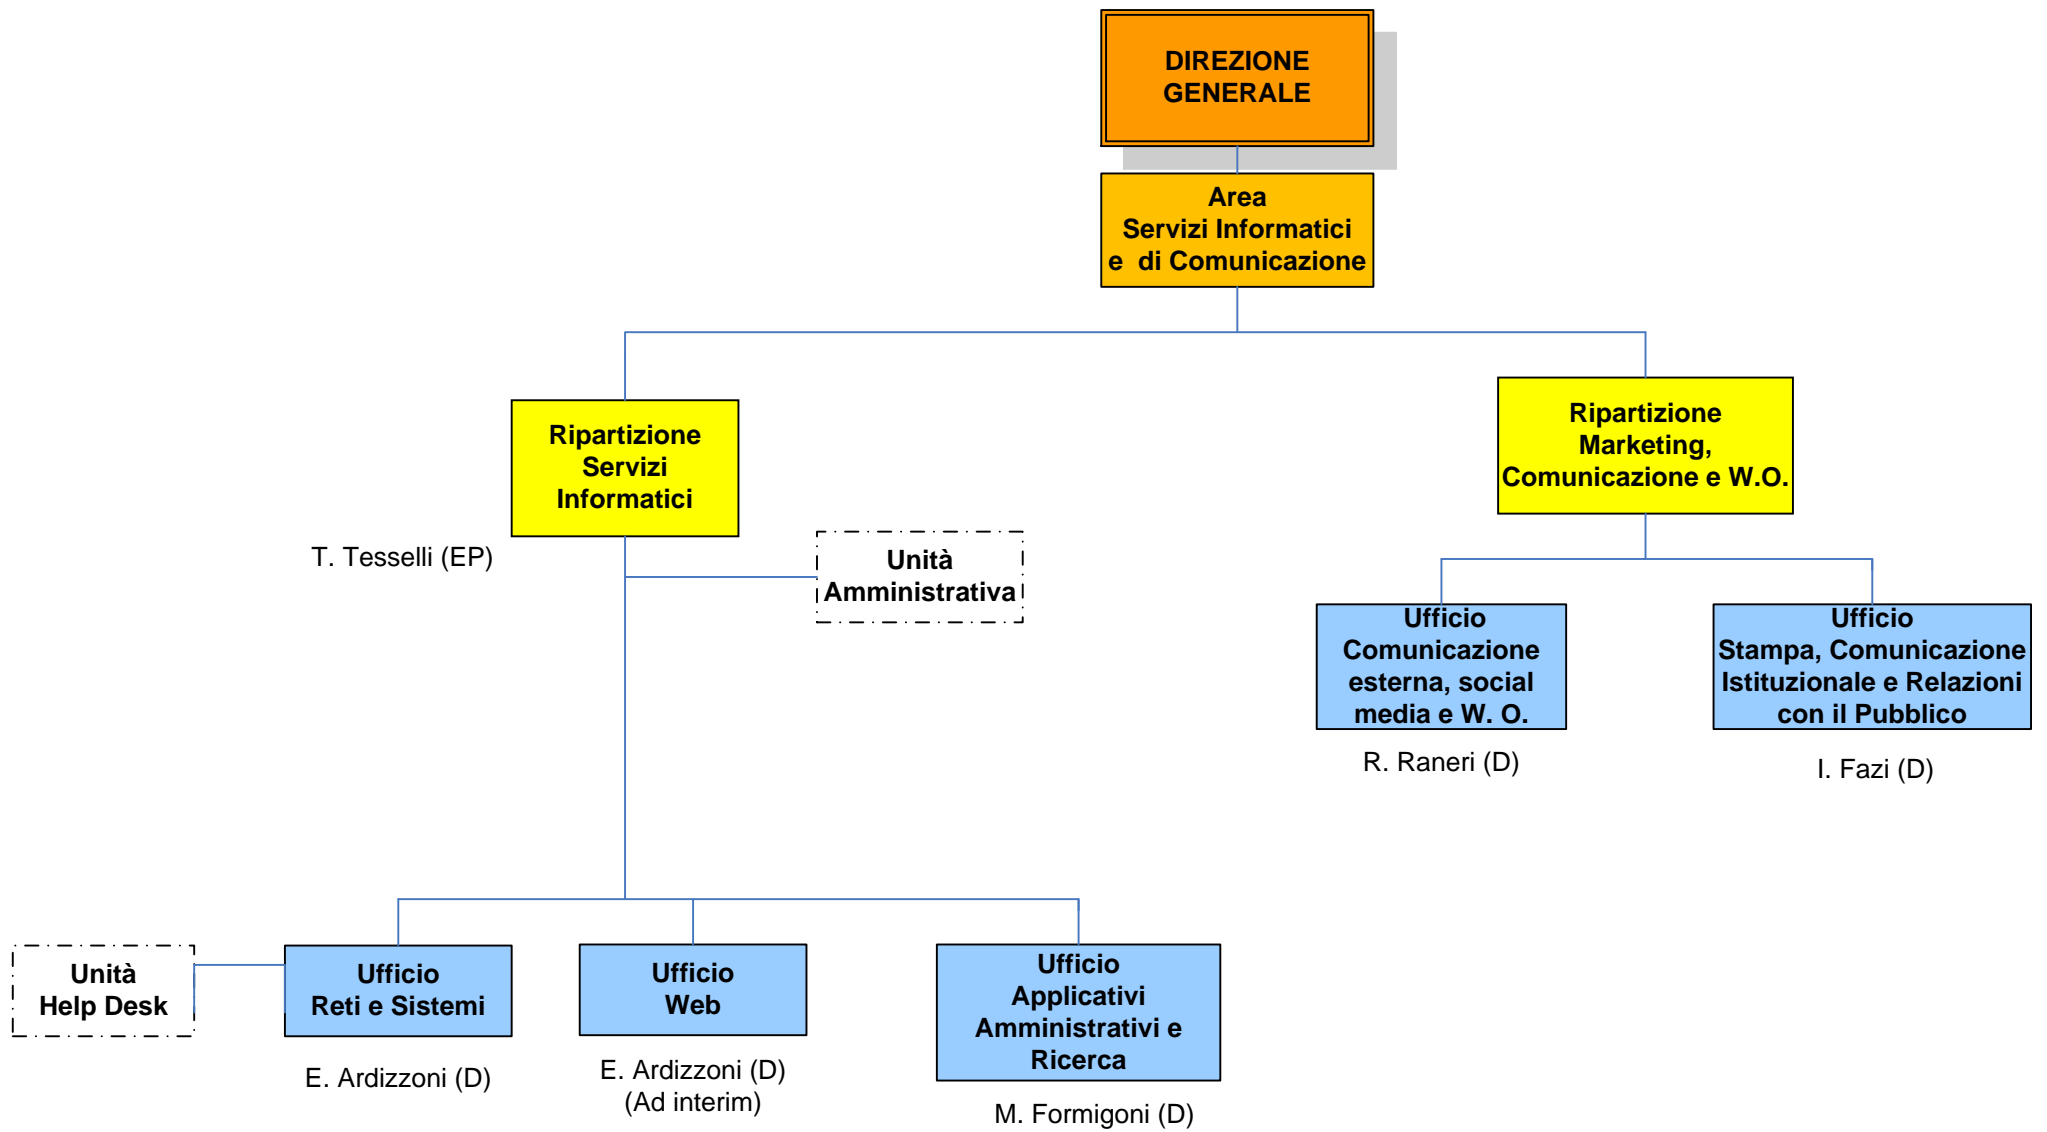 DIREZIONE
GENERALE
Area
Servizi Informatici
e  di Comunicazione
Ripartizione
Servizi
Informatici
T. Tesselli (EP)
Unità
Amministrativa
Ripartizione
Marketing,
Comunicazione e W.O.
Ufficio
Comunicazione
esterna, social
media e W. O.
R. Raneri (D)
Ufficio
Stampa, Comunicazione
Istituzionale e Relazioni
con il Pubblico
I. Fazi (D)
Unità
Help Desk
Ufficio
Reti e Sistemi
E. Ardizzoni (D)
Ufficio
Web
E. Ardizzoni (D)
(Ad interim)
Ufficio
Applicativi
Amministrativi e
Ricerca
M. Formigoni (D)